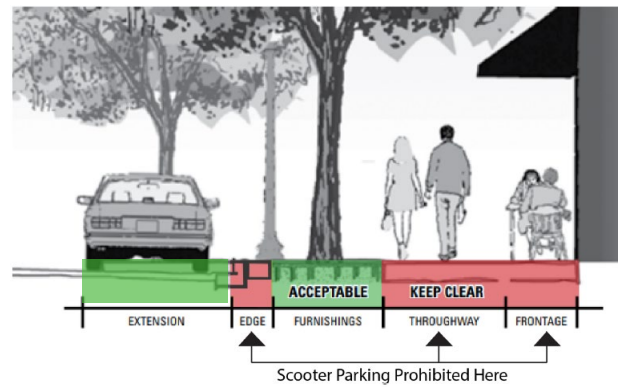 ACCEPTABLE KEEP CLEAR
EXTENSION EDGE FURNISHINGS THROUGHWAY FRONTAGE
Scooter Parking Prohibited Here